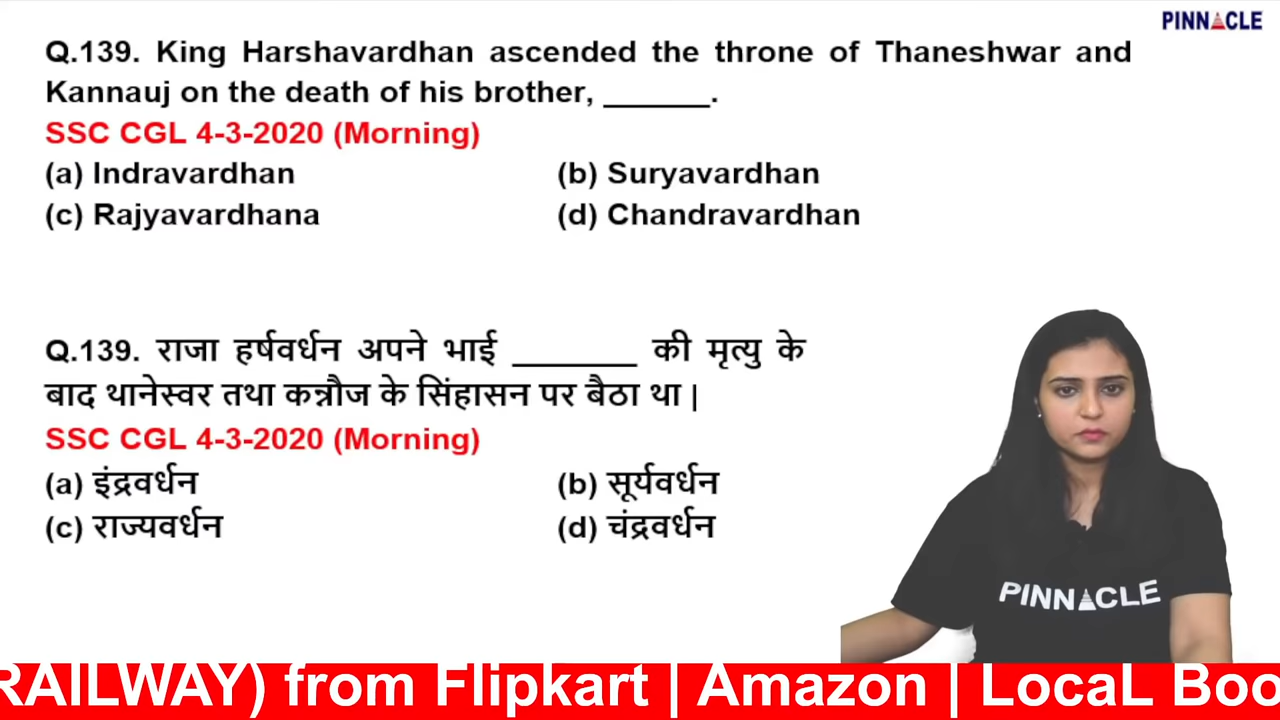 PINNACLE
Q.139. King Harshavardhan ascended the throne of Thaneshwar and
Kannauj on the death of his brother, ______.
SSC CGL 4-3-2020 (Morning)
(a) Indravardhan (b) Suryavardhan
(c) Rajyavardhana (d) Chandravardhan
Q.139. राजा हर्षवर्धन अपने भाई _______ की मृत्यु के
बाद थानेस्वर तथा कन्नौज के सिंहासन पर बैठा था |
SSC CGL 4-3-2020 (Morning)
(a) इंद्रवर्धन (b) सूर्यवर्धन
(c) राज्यवर्धन (d) चंद्रवर्धन
PINNACLE
RAILWAY) from Flipkart | Amazon | LocaL Boo